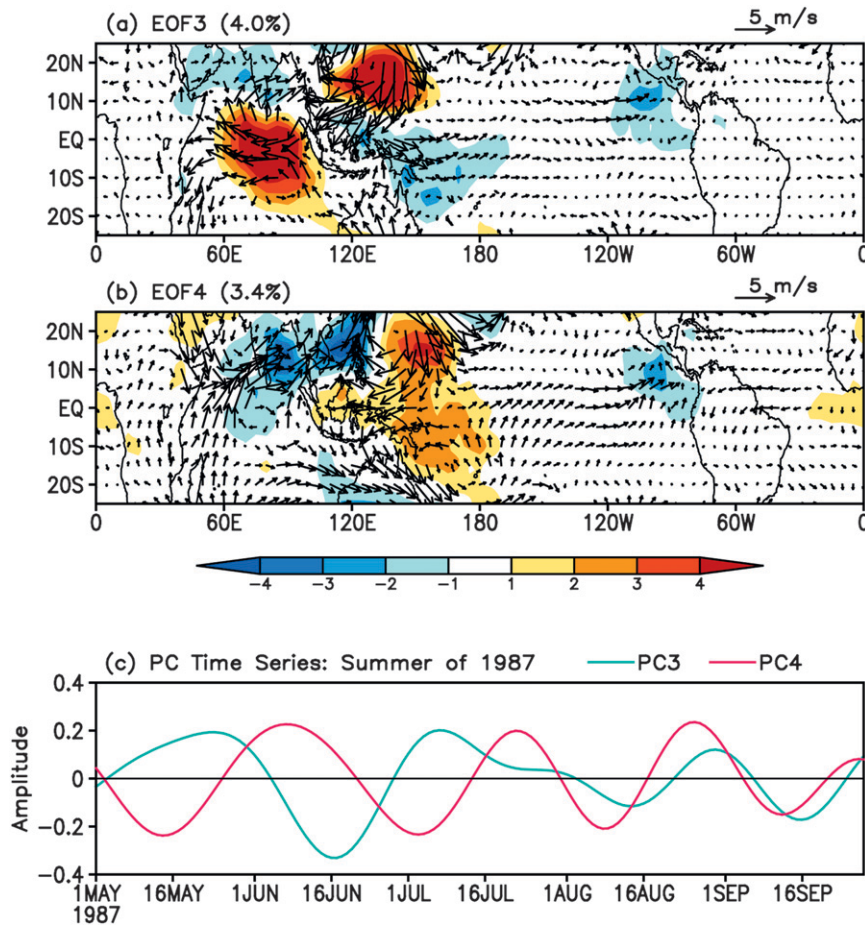 (a) EOF3 (4.0%) 5 m/s
20N
10N
EQ
10S
20S
0 60E 120E 180 120W 60W 0
(b) EOF4 (3.4%) 5 m/s
20N
10N
EQ
10S
20S
0 60E 120E 180 120W 60W 0
-4 -3 -2 -1 1 2 3 4
(c) PC Time Series: Summer of 1987 PC3 PC4
0.4
0.2
0
-0.2
-0.4
Amplitude
1MAY 16MAY 1JUN 16JUN 1JUL 16JUL 1AUG 16AUG 1SEP 16SEP
1987